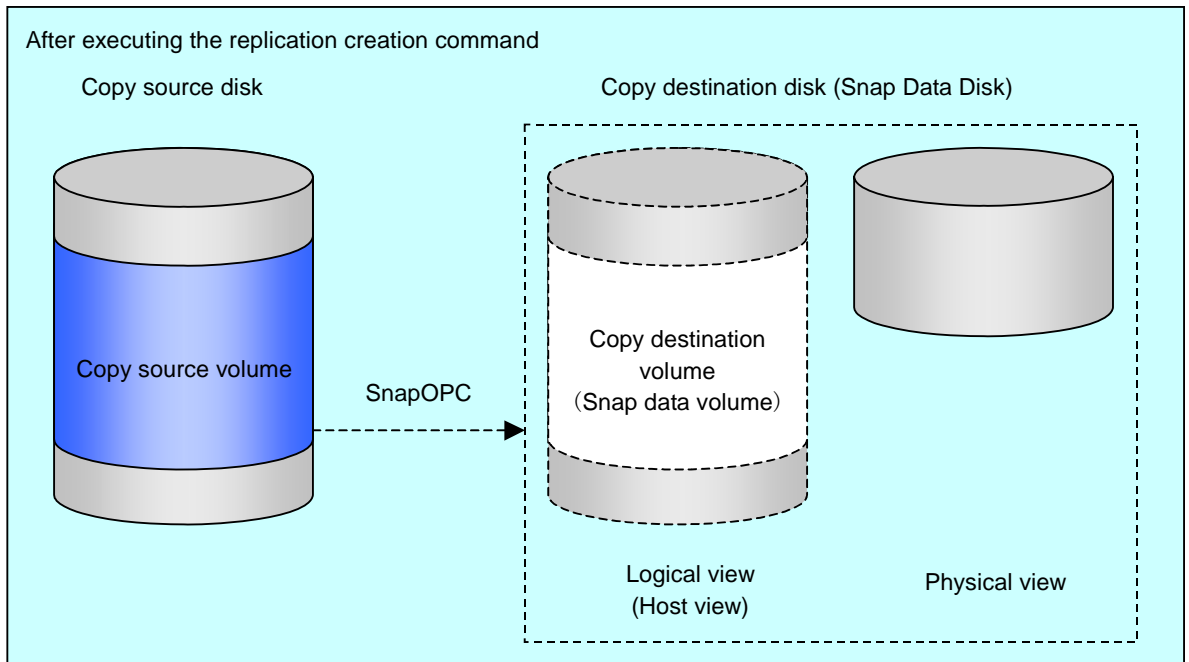 After executing the replication creation command
Copy source disk
Copy destination disk (Snap Data Disk)
Copy source volume
SnapOPC
Copy destination
volume
（Snap data volume）
Logical view
(Host view)
Physical view